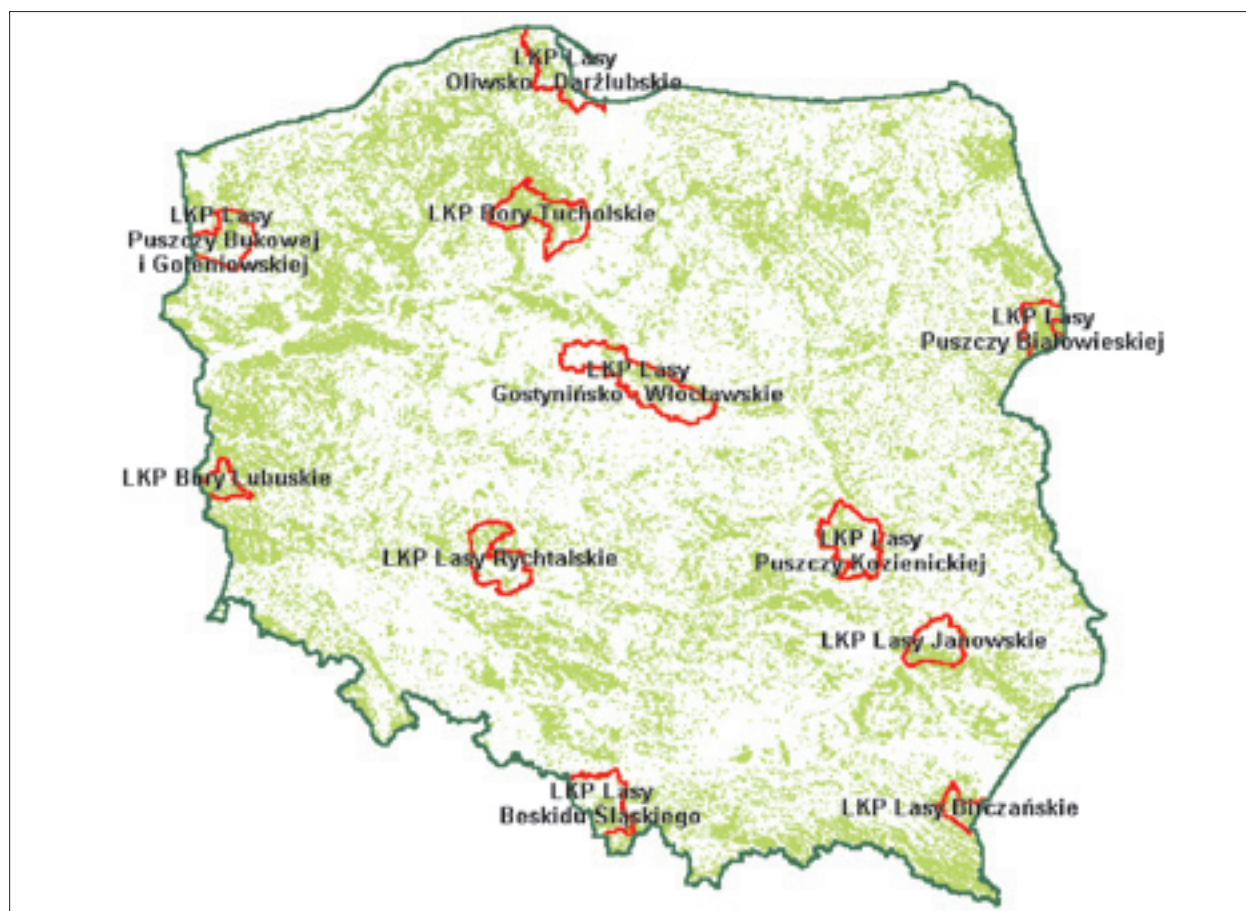 LKP Lasy
Oliwsko - Darżlubskie
LKP Lasy
Puszczy Bukowej
i Goleniowskiej
LKP Bory Tucholskie
LKP Lasy
Puszczy Białowieskiej
LKP Lasy
Gostynińsko - Włocławskie
LKP Bory Lubuskie
LKP Lasy Rychtalskie
LKP Lasy
Puszczy Kozienickiej
LKP Lasy Janowskie
LKP Lasy
Beskidu Śląskiego
LKP Lasy Birczańskie